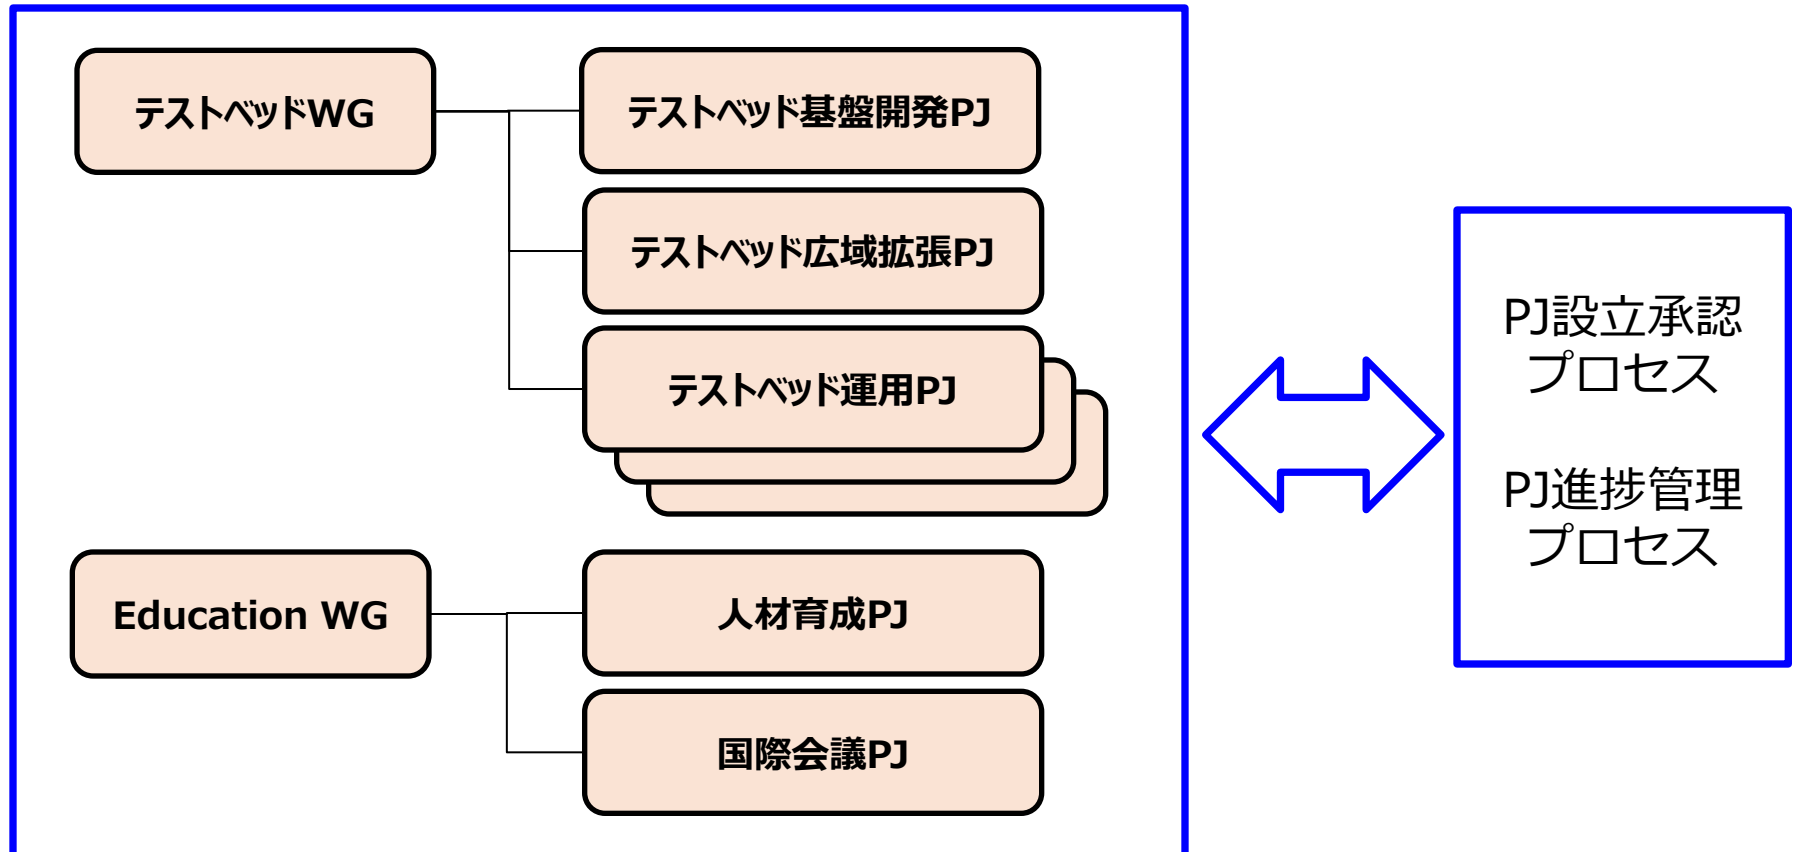 テストベッドWG
テストベッド基盤開発PJ
テストベッド広域拡張PJ
テストベッド運用PJ
Education WG
人材育成PJ
国際会議PJ
PJ設立承認
プロセス
PJ進捗管理
プロセス